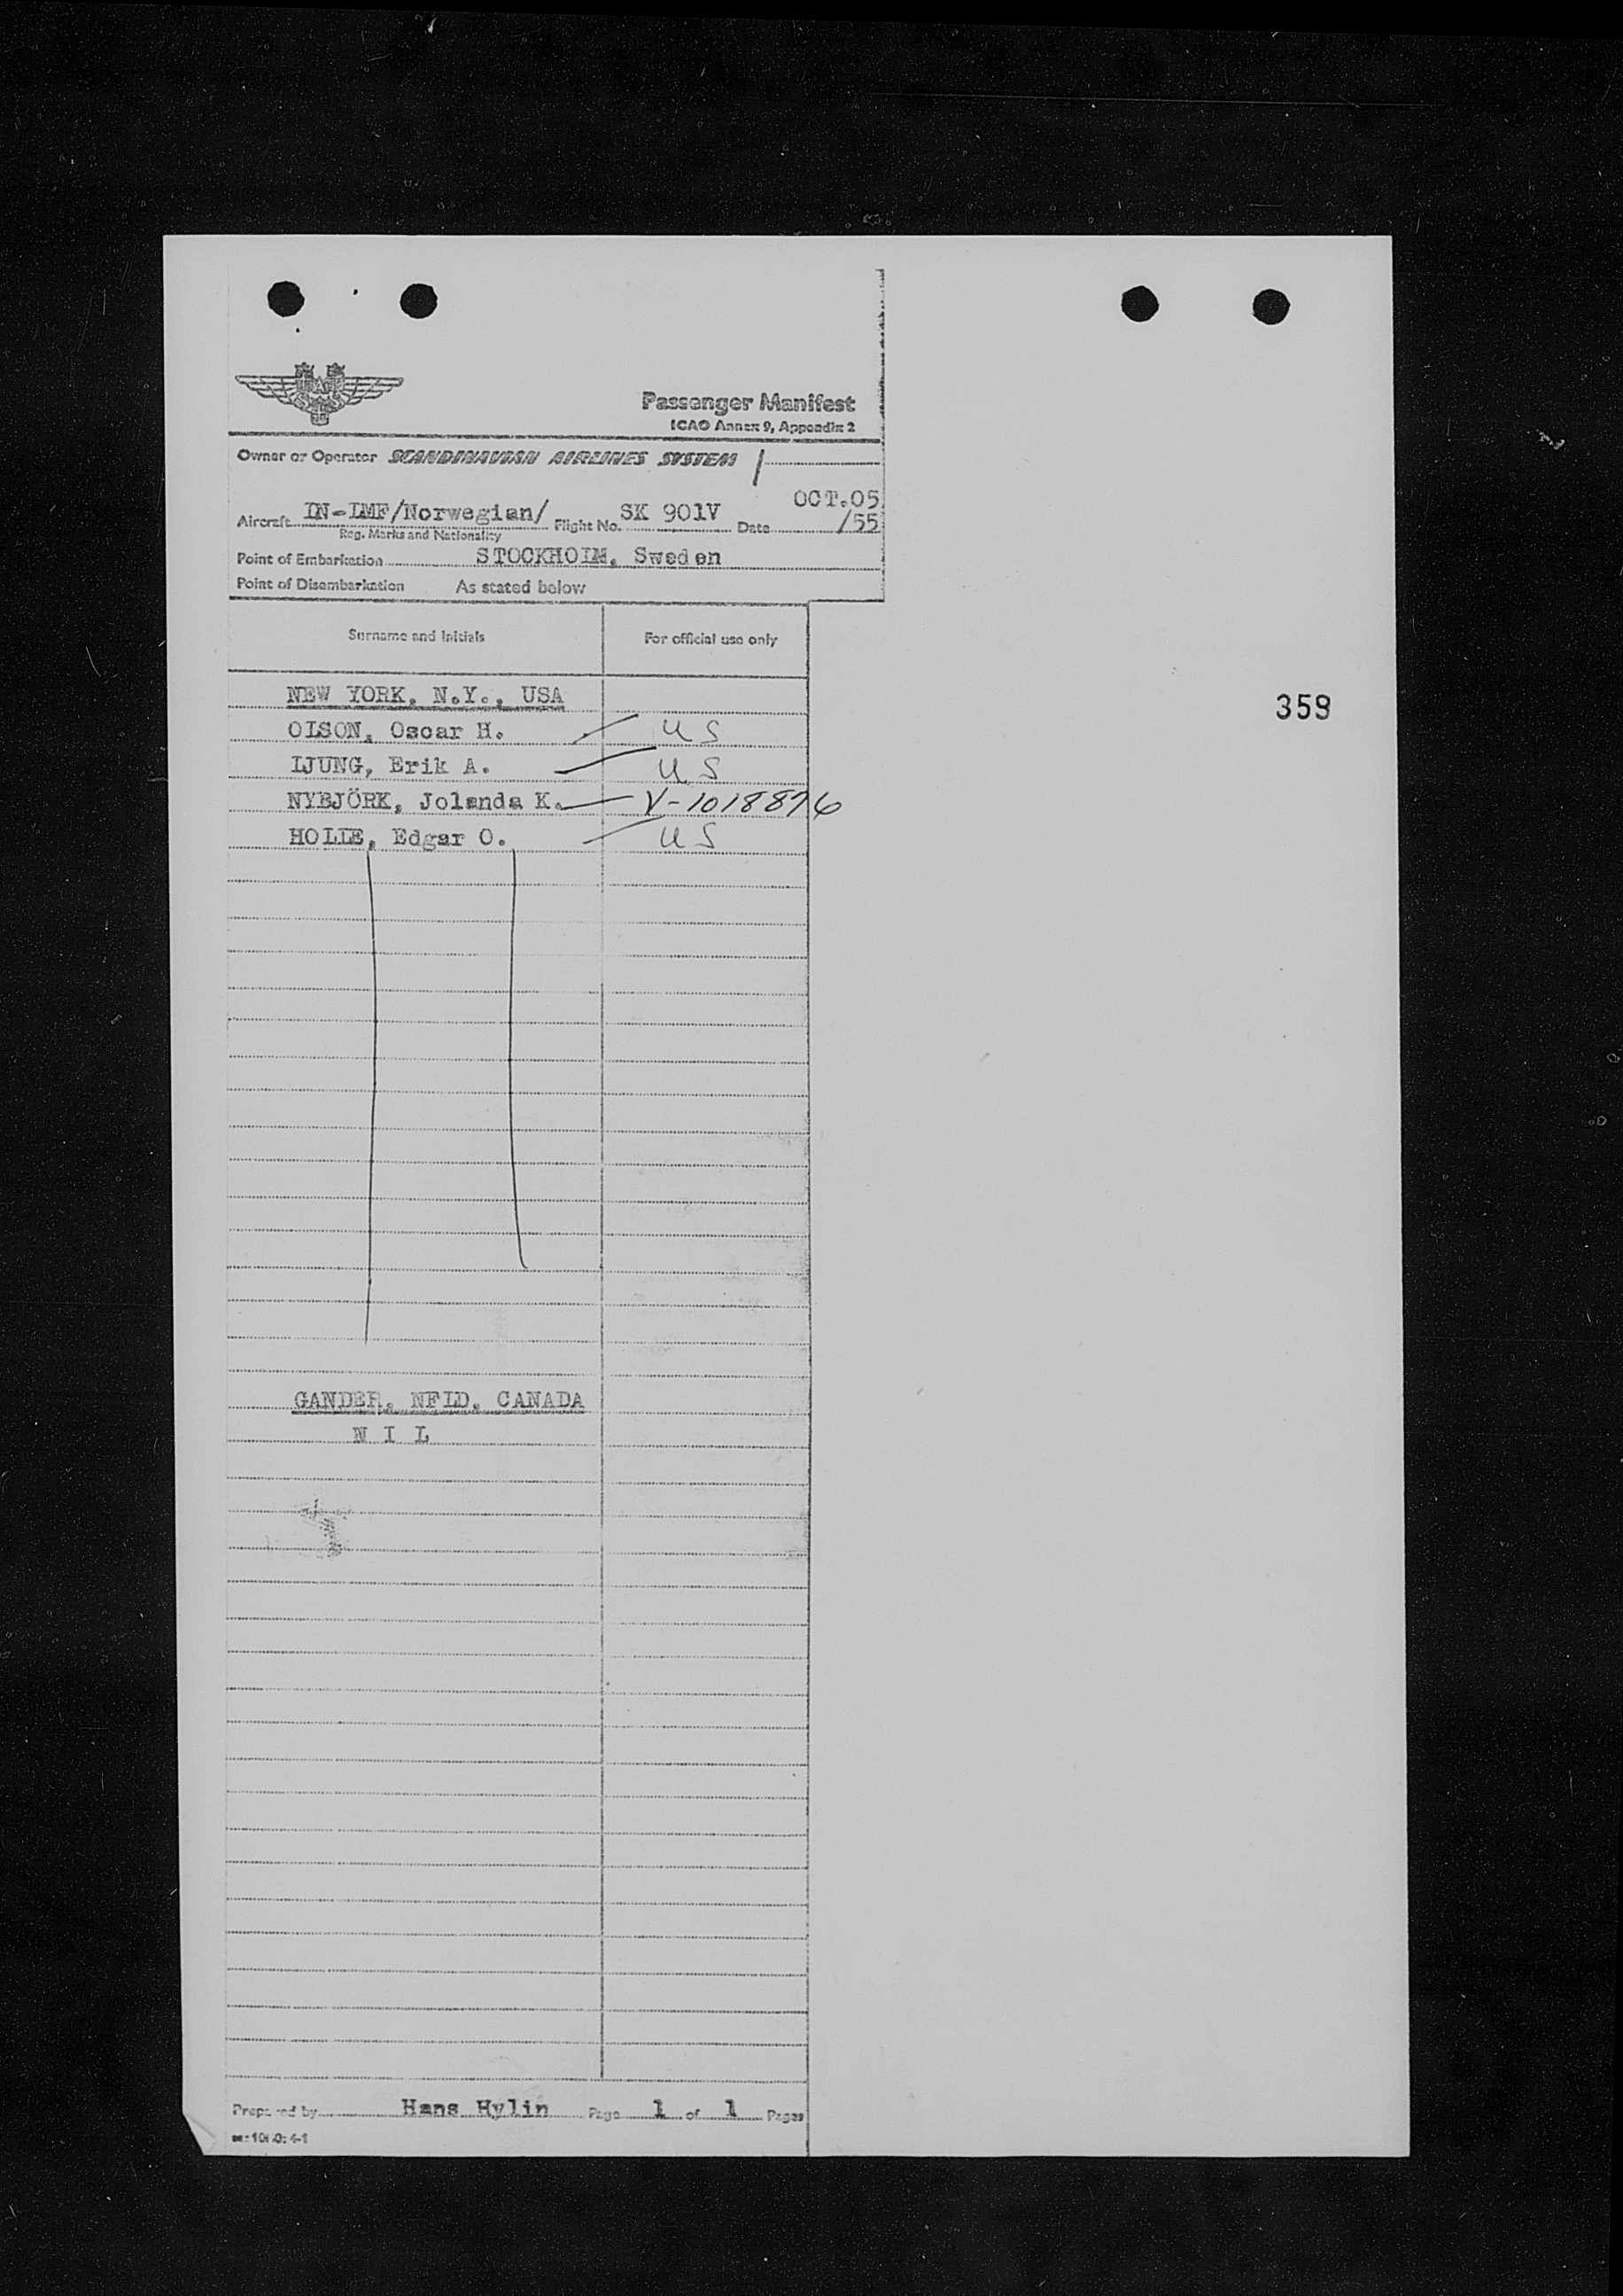 Passenger Manifest
ICAO Annex 9, Appendix 2
Owner or Operator SCANDINAVIAN AIRLINES SYSTEM
Aircraft LN-LMF/Norwegian/ Flight No. SK 901V Date OCT.05/55
Reg. Marks and Nationality
Point of Embarkation STOCKHOLM, Sweden
Point of Disembarkation As stated below
Surname and Initials For official use only
NEW YORK, N.Y., USA
359
OLSON, Oscar H. US
LJUNG, Erik A. US
NYBJÖRK, Jolanda K. V-1018876
HOLLE, Edgar O. US
GANDER, NFLD, CANADA
N I L
Prepared by Hans Hylin Page 1 of 1 Pages